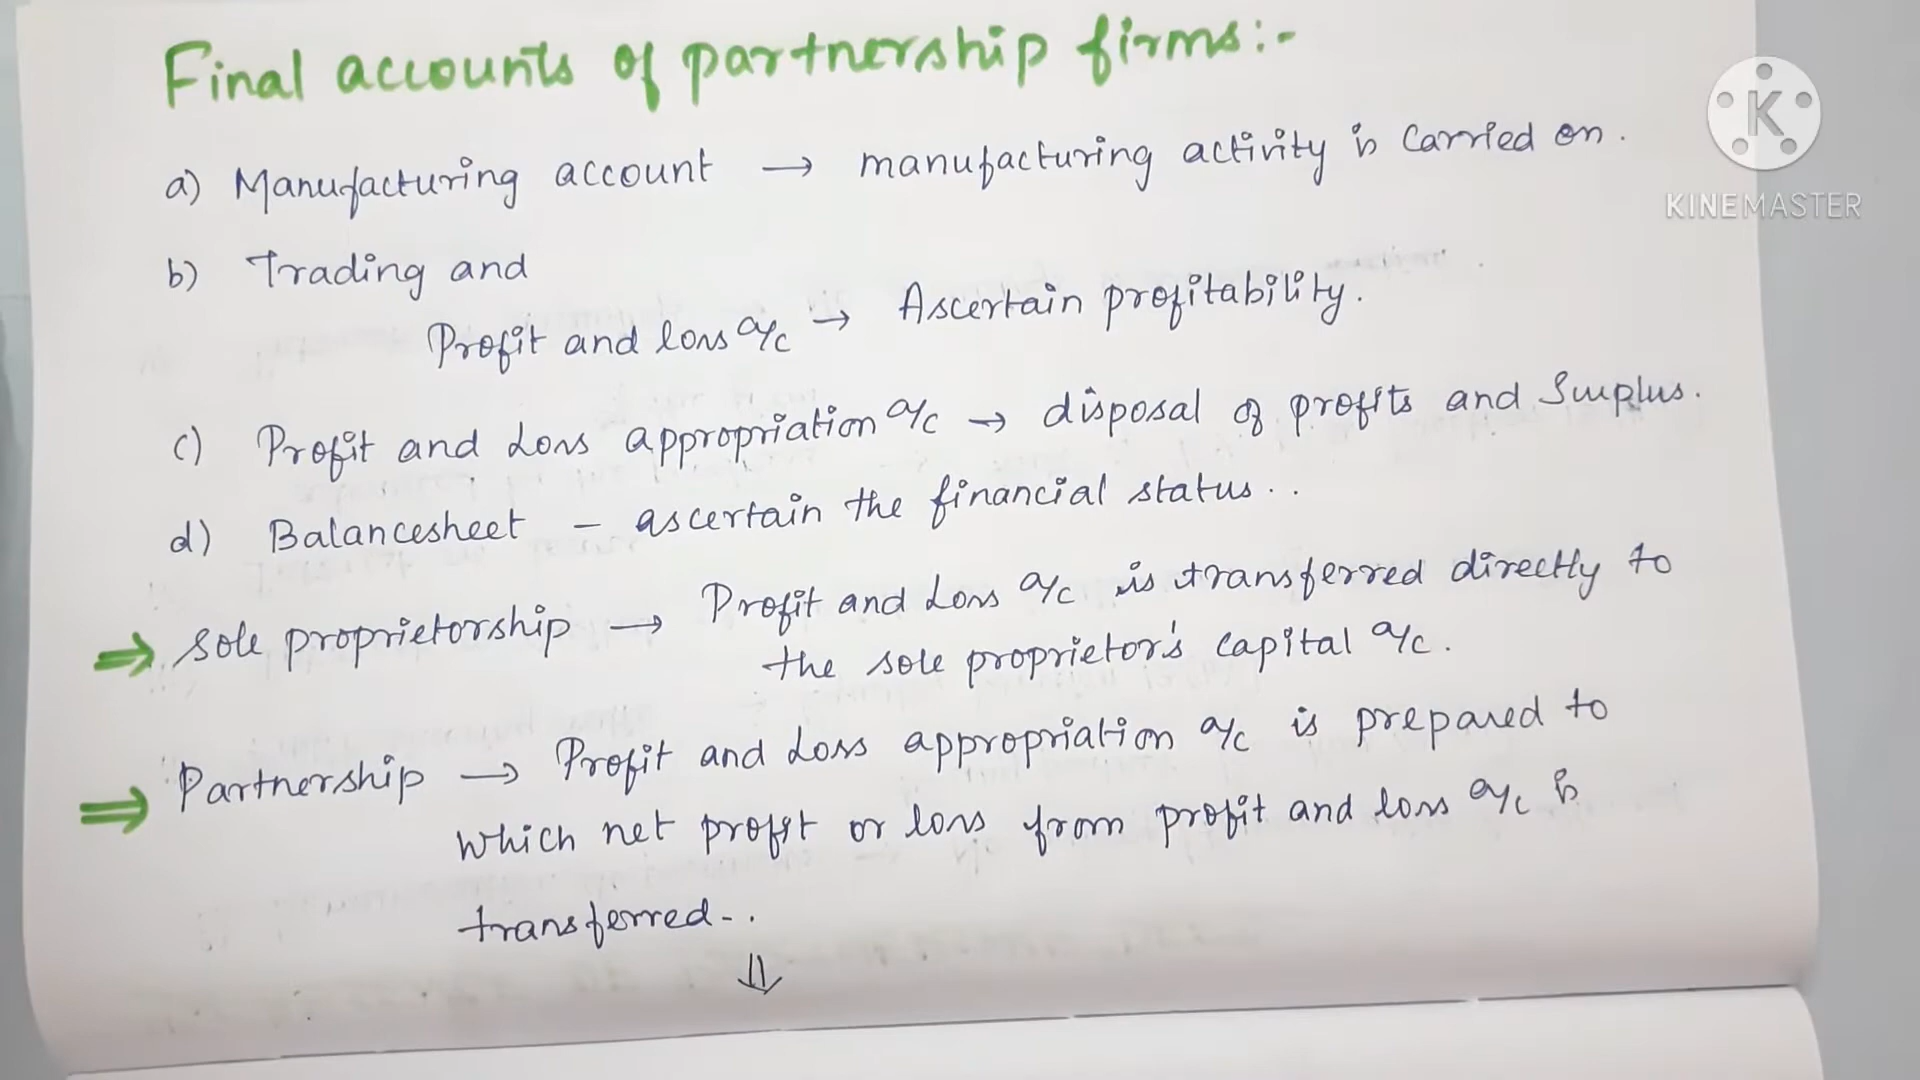 Final accounts of partnership firms:-
a) Manufacturing account → manufacturing activity is carried on.
b) Trading and
Profit and loss a/c → Ascertain profitability.
c) Profit and Loss appropriation a/c → disposal of profits and Surplus.
d) Balancesheet - ascertain the financial status..
⇒ Sole proprietorship → Profit and Loss a/c is transferred directly to
the sole proprietor's capital a/c.
⇒ Partnership → Profit and Loss appropriation a/c is prepared to
which net profit or loss from profit and loss a/c is
transferred-.
⇓
K
KINEMASTER